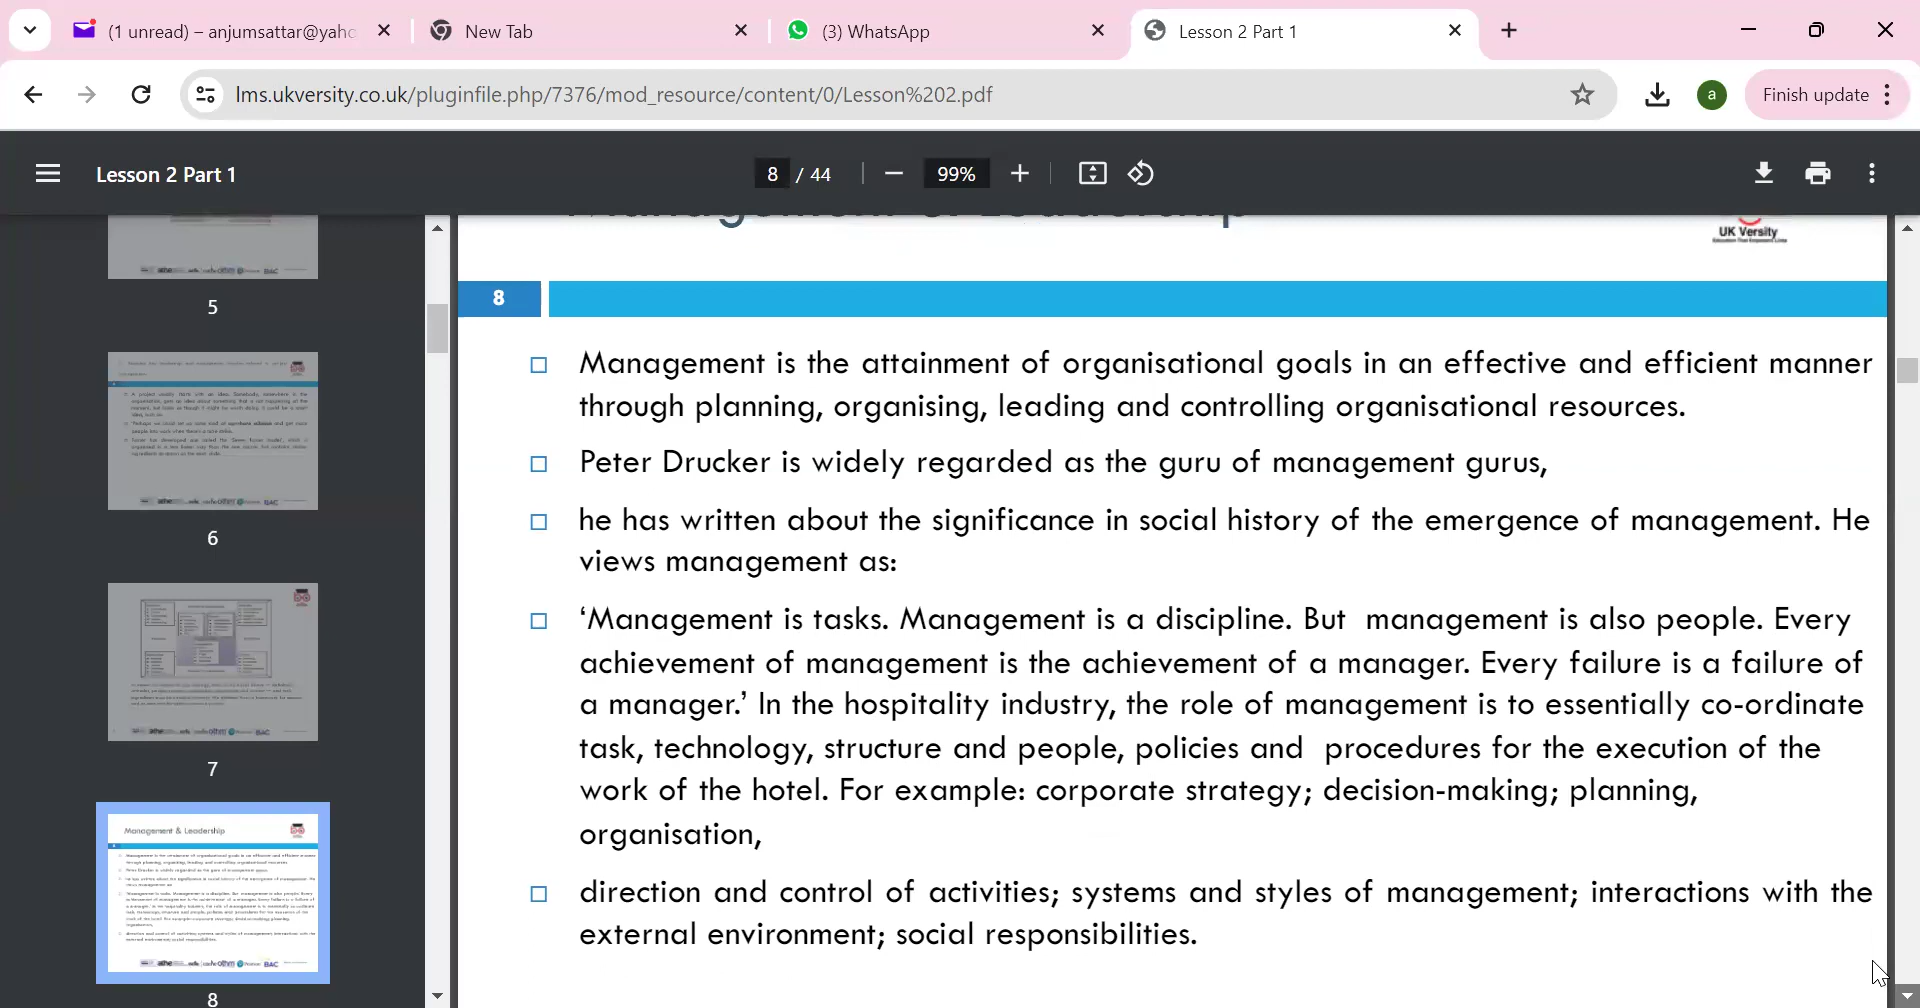 (1 unread) – anjumsattar@yaho
New Tab
(3) WhatsApp
Lesson 2 Part 1
lms.ukversity.co.uk/pluginfile.php/7376/mod_resource/content/0/Lesson%202.pdf
a
Finish update
Lesson 2 Part 1
8 / 44
99%
5
6
7
Management & Leadership
8
Management & Leadership
UK Versity
8
Management is the attainment of organisational goals in an effective and efficient manner
through planning, organising, leading and controlling organisational resources.
Peter Drucker is widely regarded as the guru of management gurus,
he has written about the significance in social history of the emergence of management. He
views management as:
‘Management is tasks. Management is a discipline. But management is also people. Every
achievement of management is the achievement of a manager. Every failure is a failure of
a manager.’ In the hospitality industry, the role of management is to essentially co-ordinate
task, technology, structure and people, policies and procedures for the execution of the
work of the hotel. For example: corporate strategy; decision-making; planning,
organisation,
direction and control of activities; systems and styles of management; interactions with the
external environment; social responsibilities.